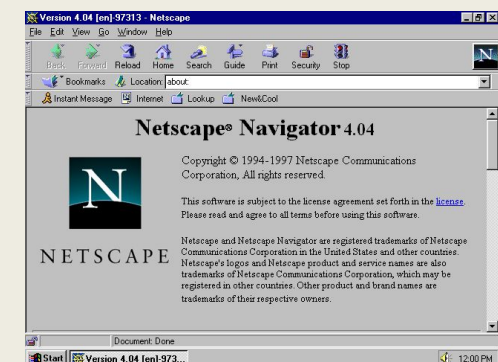 Version 4.04 [en]-97313 - Netscape
File Edit View Go Window Help
Back Forward Reload Home Search Guide Print Security Stop
N
Bookmarks Location: about:
Instant Message Internet Lookup New&Cool
Netscape® Navigator 4.04
N
NETSCAPE
Copyright © 1994-1997 Netscape Communications
Corporation, All rights reserved.
This software is subject to the license agreement set forth in the license.
Please read and agree to all terms before using this software.
Netscape and Netscape Navigator are registered trademarks of Netscape
Communications Corporation in the United States and other countries.
Netscape's logos and Netscape product and service names are also
trademarks of Netscape Communications Corporation, which may be
registered in other countries. Other product and brand names are
trademarks of their respective owners.
Document: Done
Start Version 4.04 [en]-973... 12:00 PM